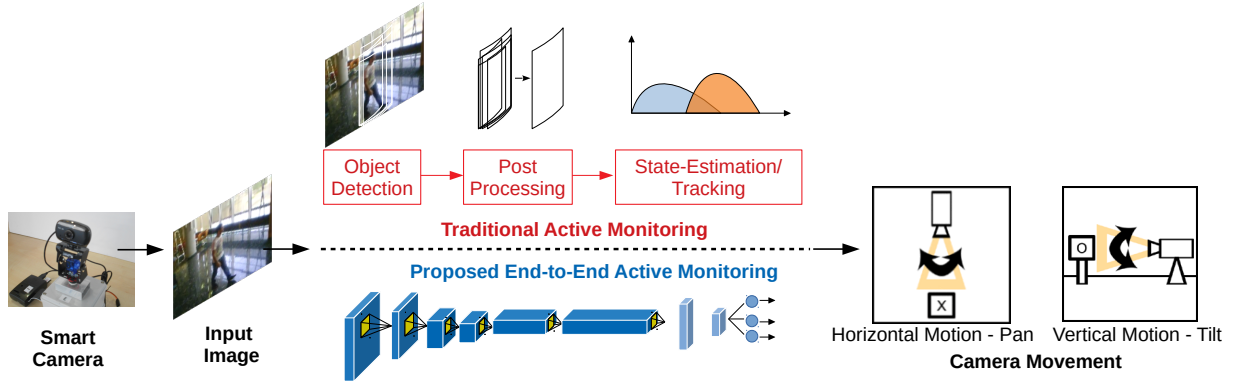 Object
Detection
Post
Processing
State-Estimation/
Tracking
Traditional Active Monitoring
Proposed End-to-End Active Monitoring
Smart
Camera
Input
Image
X
O
Horizontal Motion - Pan
Vertical Motion - Tilt
Camera Movement